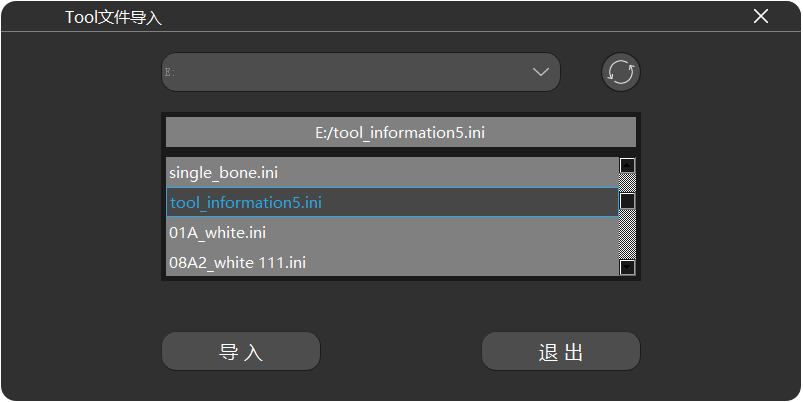 Tool文件导入
E:
E:/tool_information5.ini
single_bone.ini
tool_information5.ini
01A_white.ini
08A2_white 111.ini
导入
退出